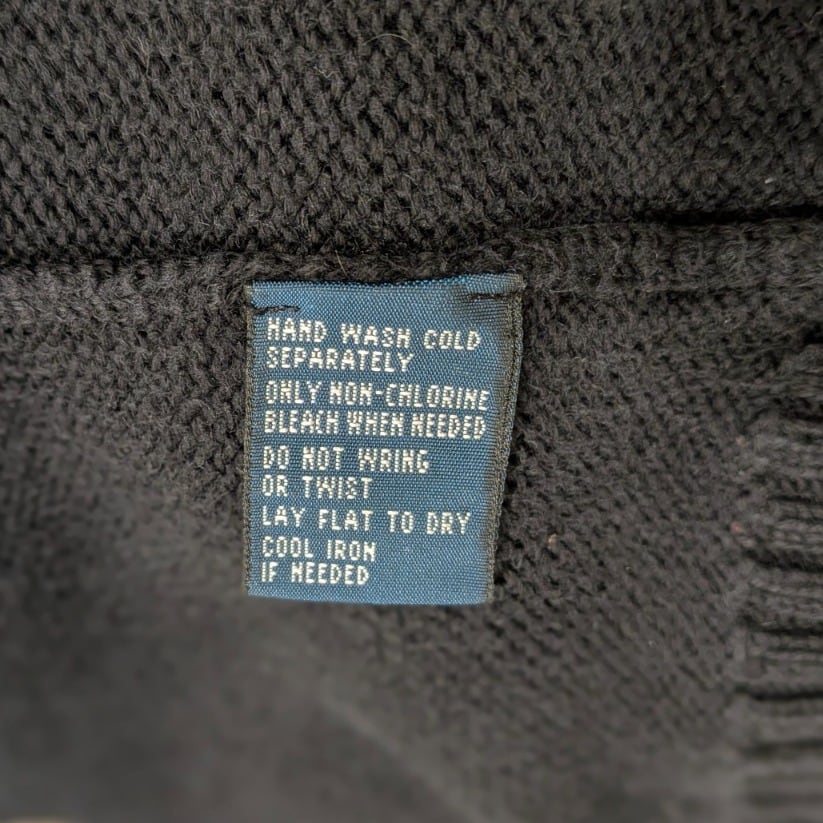 HAND WASH COLD
SEPARATELY
ONLY NON-CHLORINE
BLEACH WHEN NEEDED
DO NOT WRING
OR TWIST
LAY FLAT TO DRY
COOL IRON
IF NEEDED